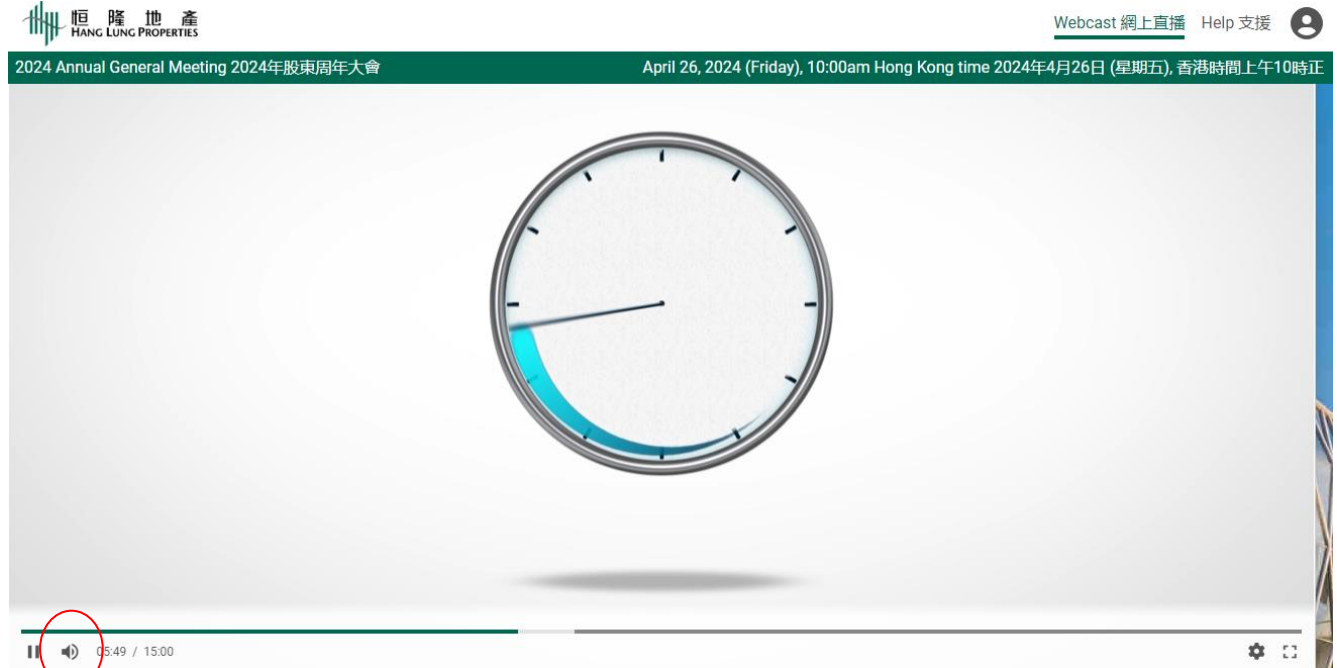 恒隆地產
HANG LUNG PROPERTIES
Webcast 網上直播 Help 支援
2024 Annual General Meeting 2024年股東周年大會 April 26, 2024 (Friday), 10:00am Hong Kong time 2024年4月26日 (星期五), 香港時間上午10時正
05:49 / 15:00